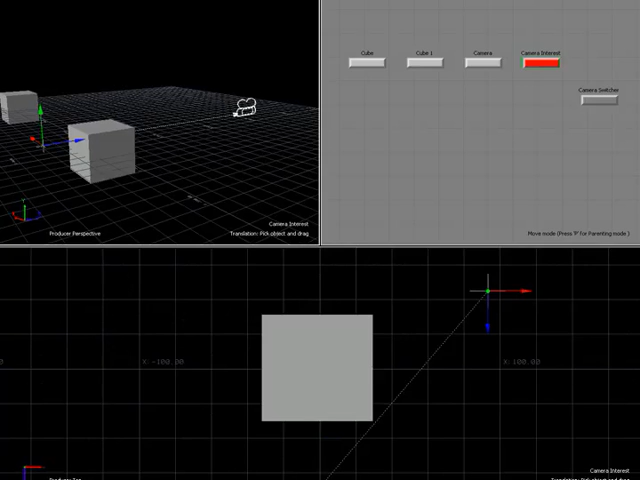 Camera Interest
Producer Perspective
Translation: Pick object and drag
Cube
Cube 1
Camera
Camera Interest
Camera Switcher
Move mode (Press 'P' for Parenting mode )
X: -100.00
X: 100.00
Camera Interest